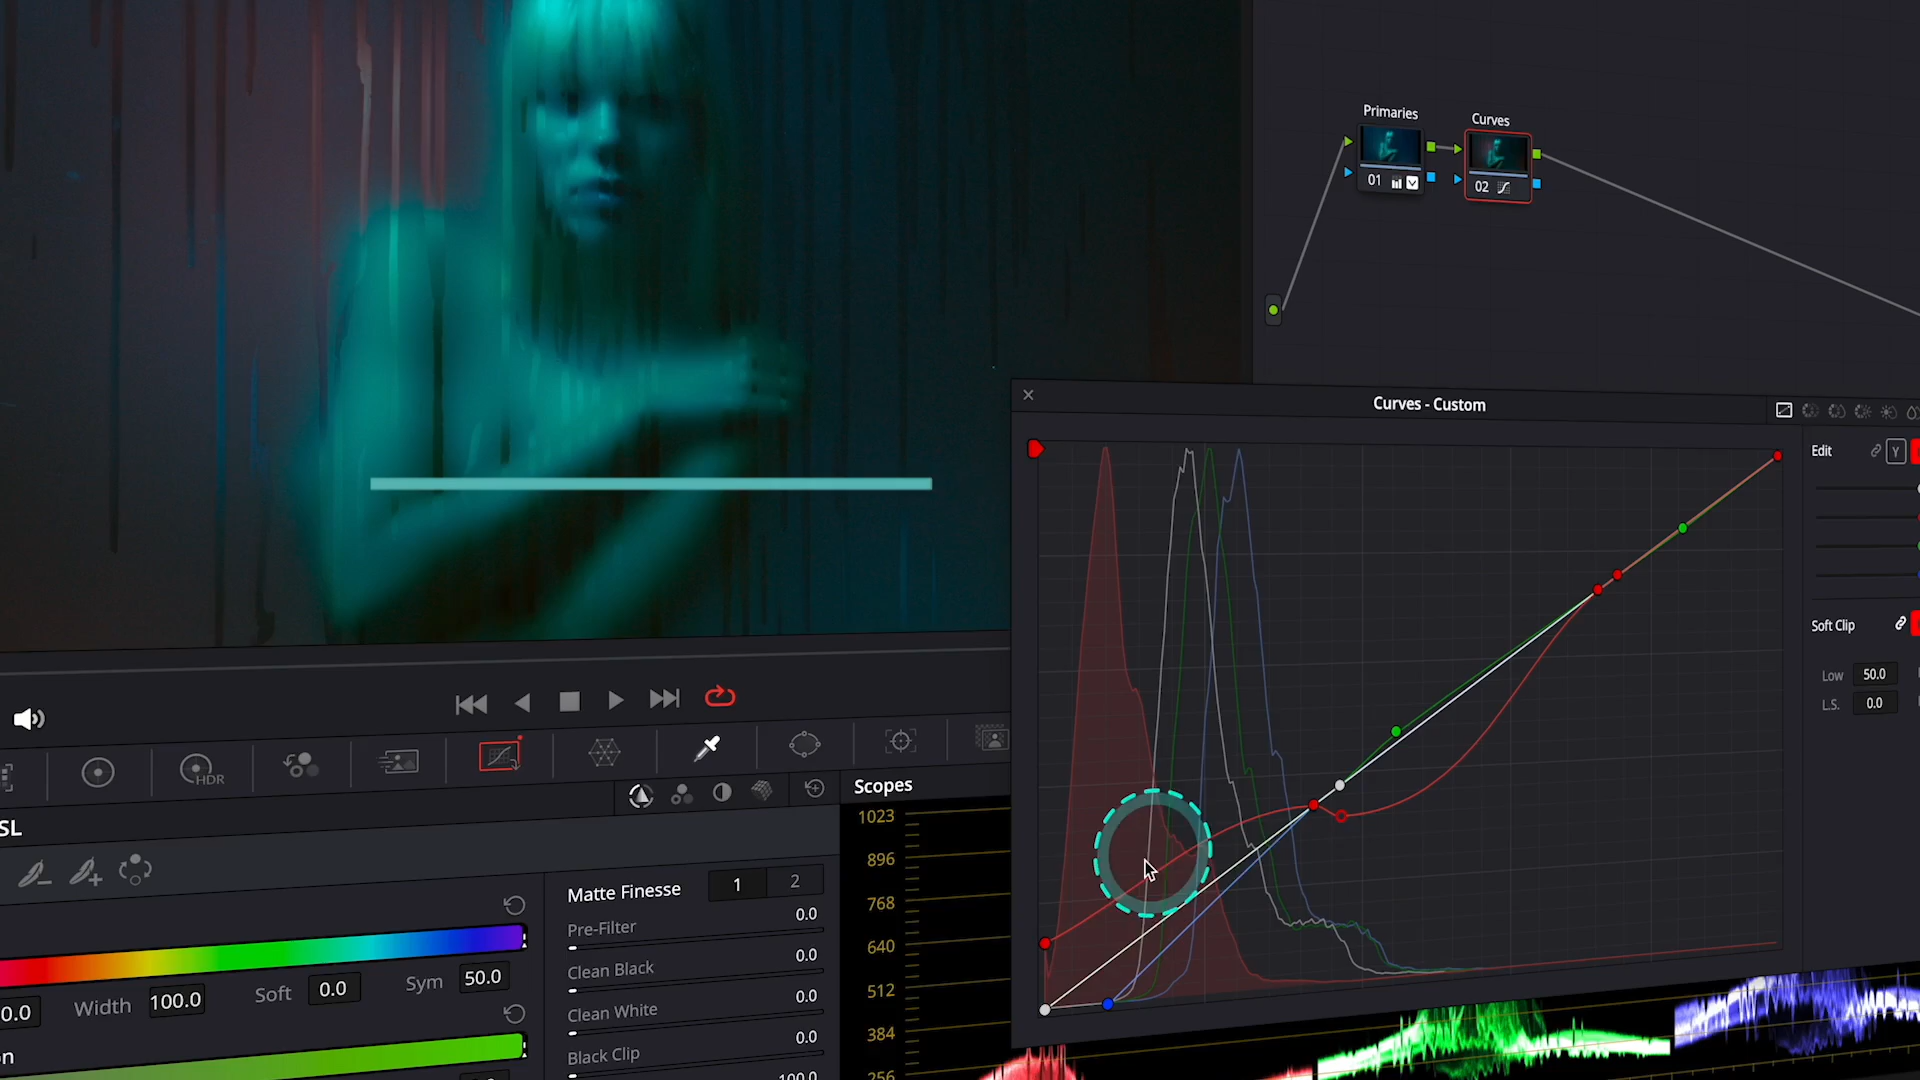 Primaries
Curves
01
02
Curves - Custom
Edit
Y
Soft Clip
Low 50.0
L.S. 0.0
HDR
Scopes
1023
896
768
640
512
384
256
SL
Matte Finesse 1 2
Pre-Filter 0.0
Clean Black 0.0
Clean White 0.0
Black Clip 0.0
100.0
0.0 Width 100.0 Soft 0.0 Sym 50.0
on